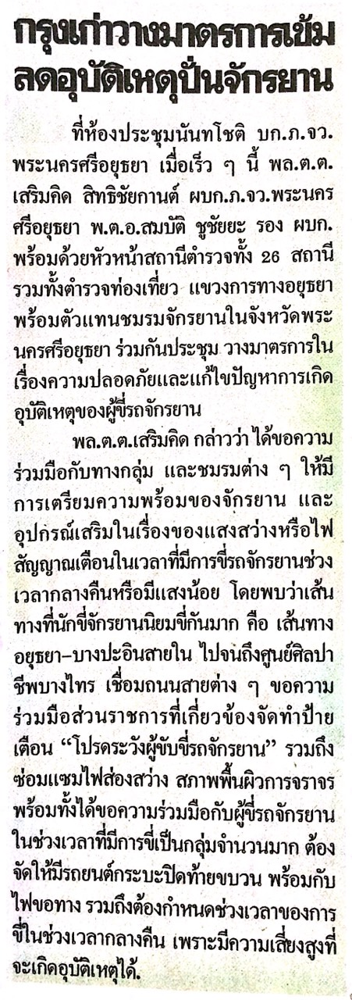 กรุงเก่าวางมาตรการเข้ม
ลดอุบัติเหตุปั่นจักรยาน
ที่ห้องประชุมนันทโชติ บก.ภ.จว.
พระนครศรีอยุธยา เมื่อเร็ว ๆ นี้ พล.ต.ต.
เสริมคิด สิทธิชัยกานต์ ผบก.ภ.จว.พระนคร
ศรีอยุธยา พ.ต.อ.สมบัติ ชูชัยยะ รอง ผบก.
พร้อมด้วยหัวหน้าสถานีตำรวจทั้ง 26 สถานี
รวมทั้งตำรวจท่องเที่ยว แขวงการทางอยุธยา
พร้อมตัวแทนชมรมจักรยานในจังหวัดพระ
นครศรีอยุธยา ร่วมกันประชุม วางมาตรการใน
เรื่องความปลอดภัยและแก้ไขปัญหาการเกิด
อุบัติเหตุของผู้ขี่รถจักรยาน
พล.ต.ต.เสริมคิด กล่าวว่า ได้ขอความ
ร่วมมือกับทางกลุ่ม และชมรมต่าง ๆ ให้มี
การเตรียมความพร้อมของจักรยาน และ
อุปกรณ์เสริมในเรื่องของแสงสว่างหรือไฟ
สัญญาณเตือนในเวลาที่มีการขี่รถจักรยานช่วง
เวลากลางคืนหรือมีแสงน้อย โดยพบว่าเส้น
ทางที่นักขี่จักรยานนิยมขี่กันมาก คือ เส้นทาง
อยุธยา-บางปะอินสายใน ไปจนถึงศูนย์ศิลปา
ชีพบางไทร เชื่อมถนนสายต่าง ๆ ขอความ
ร่วมมือส่วนราชการที่เกี่ยวข้องจัดทำป้าย
เตือน “โปรดระวังผู้ขับขี่รถจักรยาน” รวมถึง
ซ่อมแซมไฟส่องสว่าง สภาพพื้นผิวการจราจร
พร้อมทั้งได้ขอความร่วมมือกับผู้ขี่รถจักรยาน
ในช่วงเวลาที่มีการขี่เป็นกลุ่มจำนวนมาก ต้อง
จัดให้มีรถยนต์กระบะปิดท้ายขบวน พร้อมกับ
ไฟขอทาง รวมถึงต้องกำหนดช่วงเวลาของการ
ขี่ในช่วงเวลากลางคืน เพราะมีความเสี่ยงสูงที่
จะเกิดอุบัติเหตุได้.